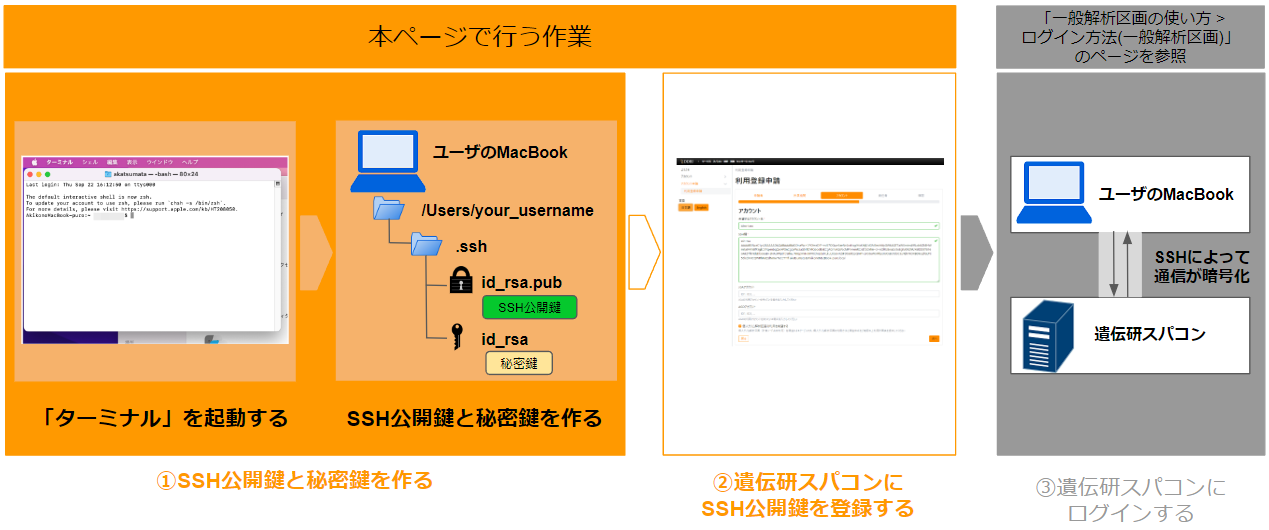 本ページで行う作業
「一般解析区画の使い方 >
ログイン方法(一般解析区画)」
のページを参照
ターミナル シェル 編集 表示 ウインドウ ヘルプ
akatsumata — -bash — 80×24
Last login: Thu Sep 22 16:12:50 on ttys000
The default interactive shell is now zsh.
To update your account to use zsh, please run `chsh -s /bin/zsh`.
For more details, please visit https://support.apple.com/kb/HT208050.
$
ユーザのMacBook
/Users/your_username
.ssh
id_rsa.pub
SSH公開鍵
id_rsa
秘密鍵
「ターミナル」を起動する
SSH公開鍵と秘密鍵を作る
①SSH公開鍵と秘密鍵を作る
利用登録申請
アカウント
②遺伝研スパコンに
SSH公開鍵を登録する
ユーザのMacBook
SSHによって
通信が暗号化
遺伝研スパコン
③遺伝研スパコンに
ログインする